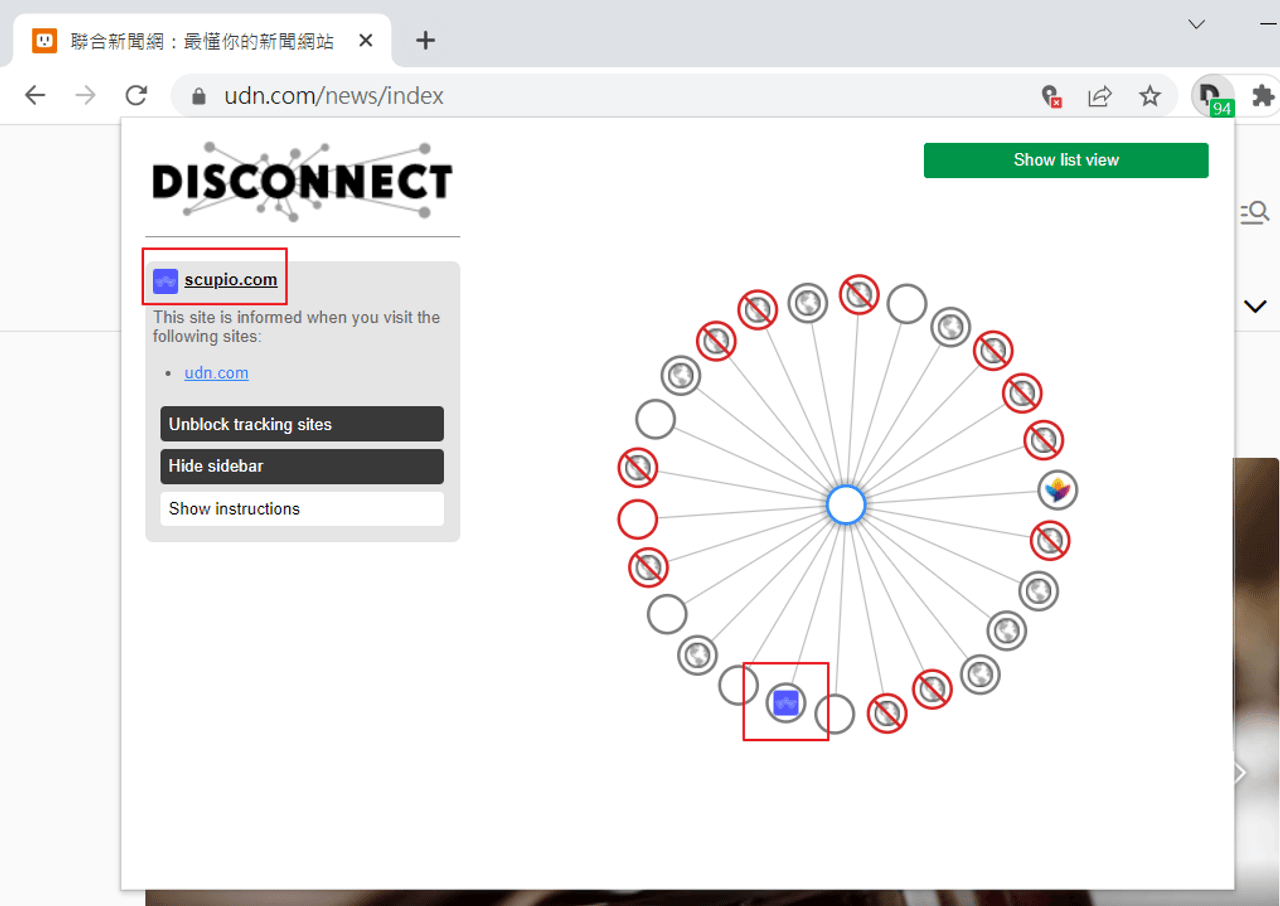 聯合新聞網：最懂你的新聞網站
udn.com/news/index
94
DISCONNECT
Show list view
scupio.com
This site is informed when you visit the
following sites:
udn.com
Unblock tracking sites
Hide sidebar
Show instructions